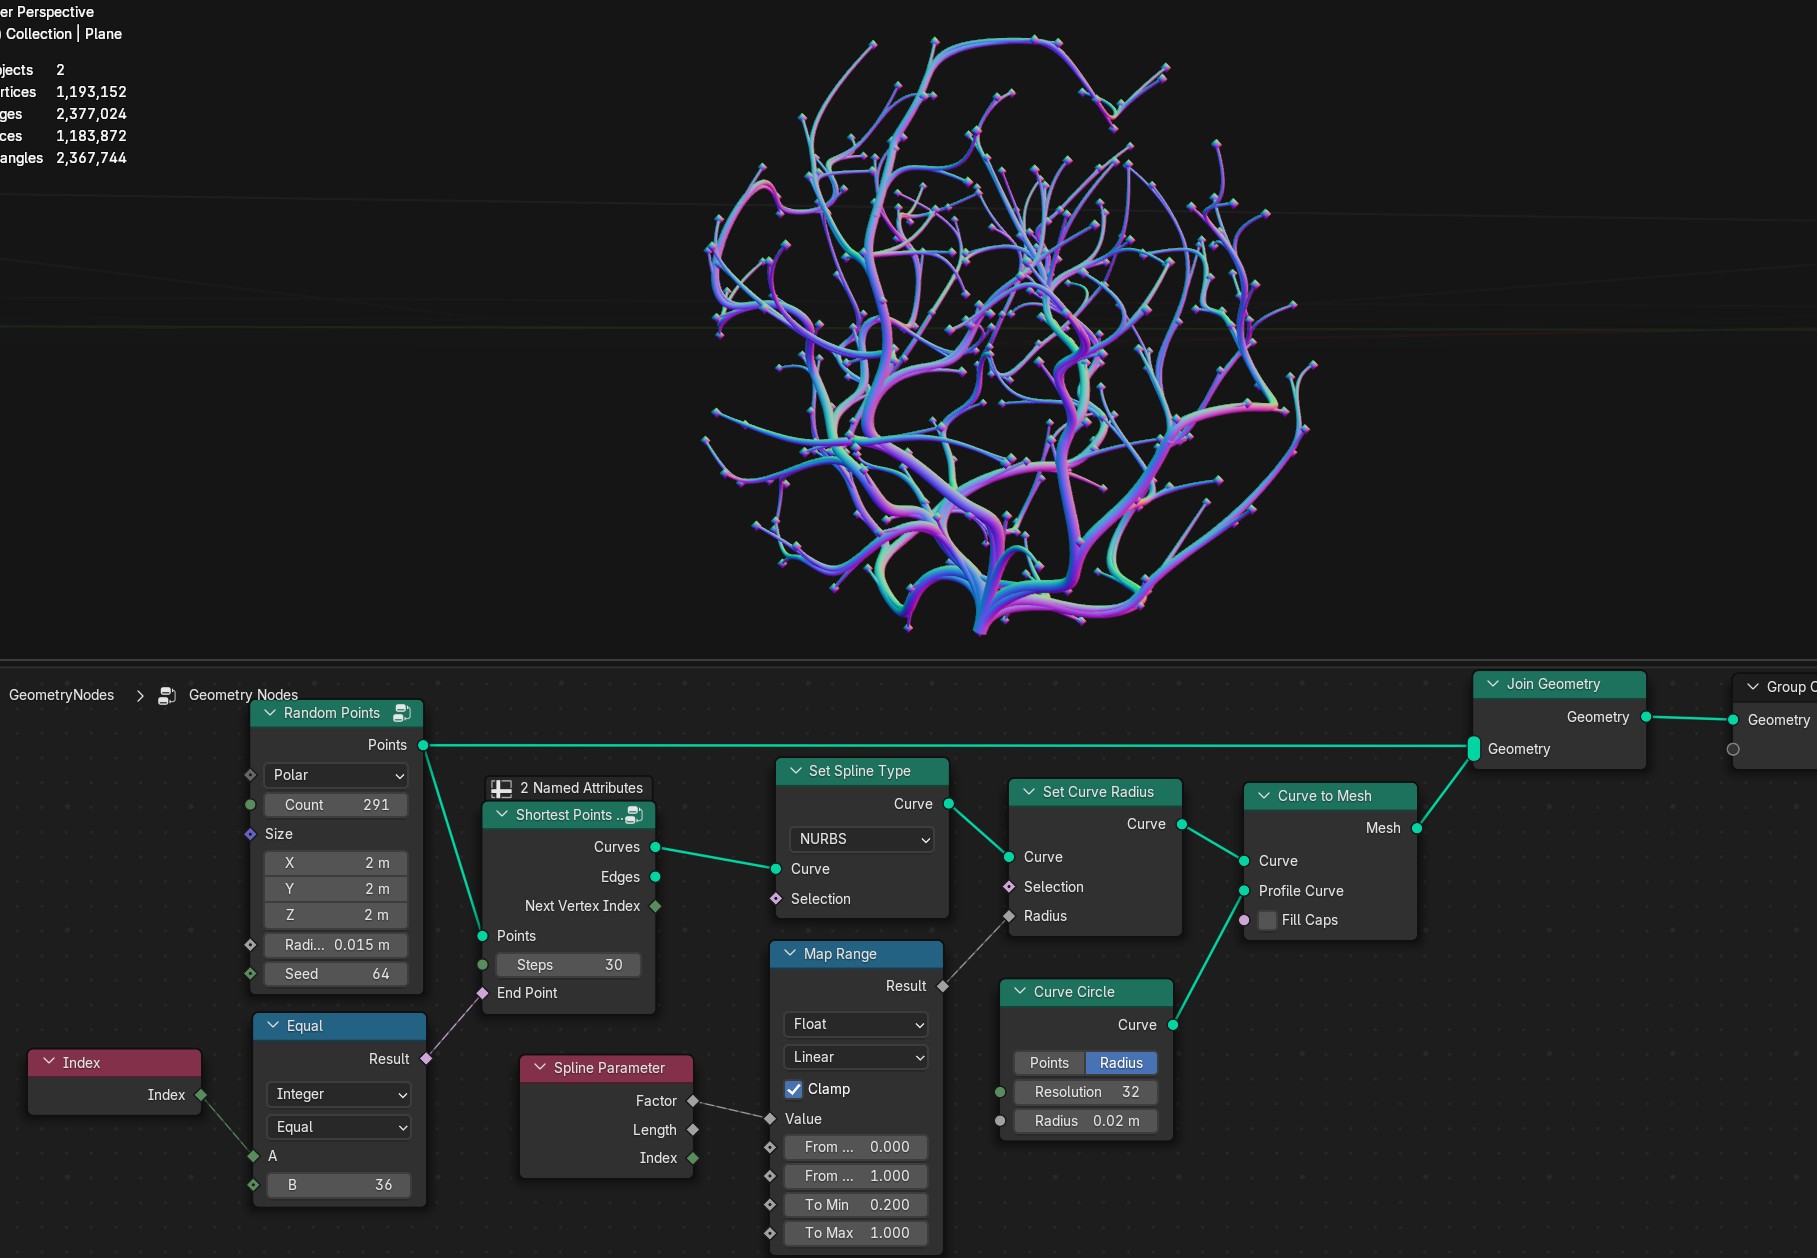 er Perspective
) Collection | Plane
bjects 2
rtices 1,193,152
ges 2,377,024
ces 1,183,872
angles 2,367,744
GeometryNodes > Geometry Nodes
Random Points
Points
Polar
Count 291
Size
X 2 m
Y 2 m
Z 2 m
Radi... 0.015 m
Seed 64
Index
Index
Equal
Result
Integer
Equal
A
B 36
2 Named Attributes
Shortest Points ..
Curves
Edges
Next Vertex Index
Points
Steps 30
End Point
Spline Parameter
Factor
Length
Index
Set Spline Type
Curve
NURBS
Curve
Selection
Map Range
Result
Float
Linear
Clamp
Value
From ... 0.000
From ... 1.000
To Min 0.200
To Max 1.000
Set Curve Radius
Curve
Curve
Selection
Radius
Curve Circle
Curve
Points Radius
Resolution 32
Radius 0.02 m
Curve to Mesh
Mesh
Curve
Profile Curve
Fill Caps
Join Geometry
Geometry
Geometry
Group O
Geometry